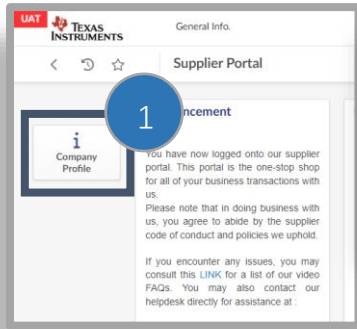 UAT
TEXAS INSTRUMENTS
General Info.
Supplier Portal
1
ncement
i
Company
Profile
You have now logged onto our supplier
portal. This portal is the one-stop shop
for all of your business transactions with
us.
Please note that in doing business with
us, you agree to abide by the supplier
code of conduct and policies we uphold.
If you encounter any issues, you may
consult this LINK for a list of our video
FAQs. You may also contact our
helpdesk directly for assistance at :